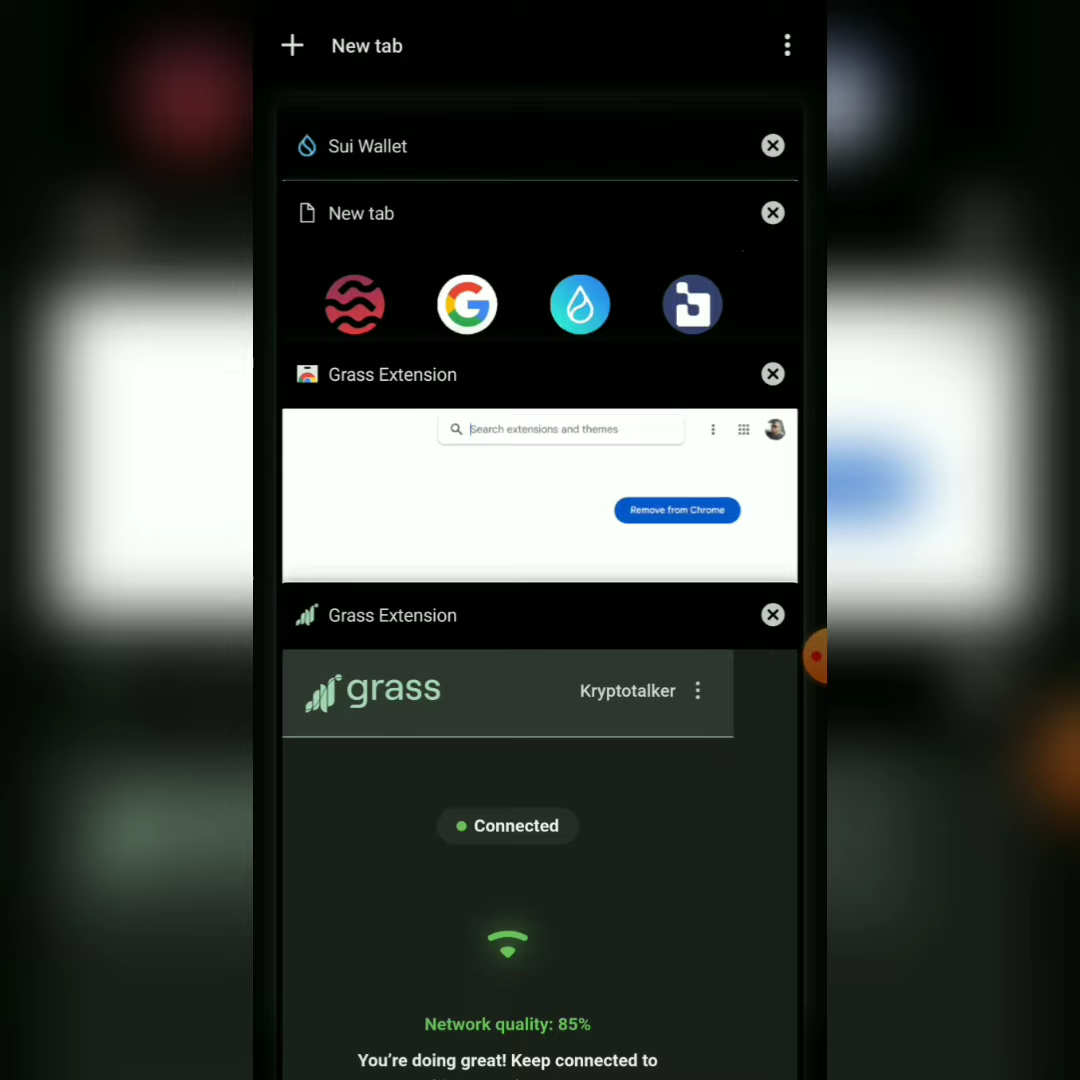 New tab
Sui Wallet
New tab
Grass Extension
Search extensions and themes
Remove from Chrome
Grass Extension
grass
Kryptotalker
Connected
Network quality: 85%
You’re doing great! Keep connected to